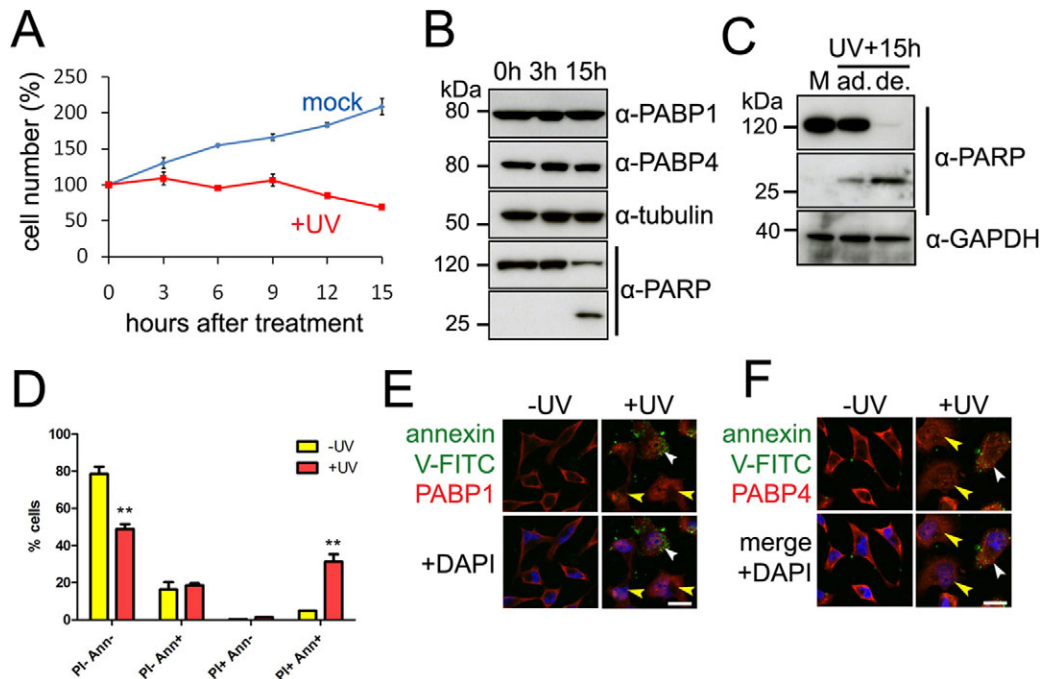 A
cell number (%)
250
200
150
100
50
0
mock
+UV
0 3 6 9 12 15
hours after treatment
B
0h 3h 15h
kDa
80
α-PABP1
80
α-PABP4
50
α-tubulin
120
α-PARP
25
C
UV+15h
M ad. de.
kDa
120
α-PARP
25
40
α-GAPDH
D
% cells
100
80
60
40
20
0
-UV
+UV
**
**
PI- Ann-
PI- Ann+
PI+ Ann-
PI+ Ann+
E
-UV +UV
annexin
V-FITC
PABP1
+DAPI
F
-UV +UV
annexin
V-FITC
PABP4
merge
+DAPI